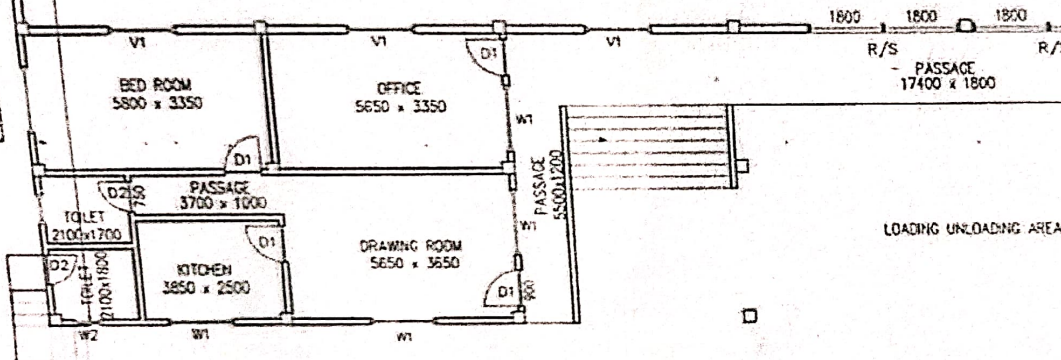 1800
1800
1800
V1
V1
V1
D1
R/S
PASSAGE
17400 x 1800
BED ROOM
5800 x 3350
OFFICE
5650 x 3350
W1
D1
PASSAGE
5500x1200
D2
750
PASSAGE
3700 x 1000
TOILET
2100x1700
D1
W1
DRAWING ROOM
5650 x 3650
LOADING UNLOADING AREA
D2
TOILET
2100x1800
KITCHEN
3850 x 2500
D1
900
W2
W1
W1